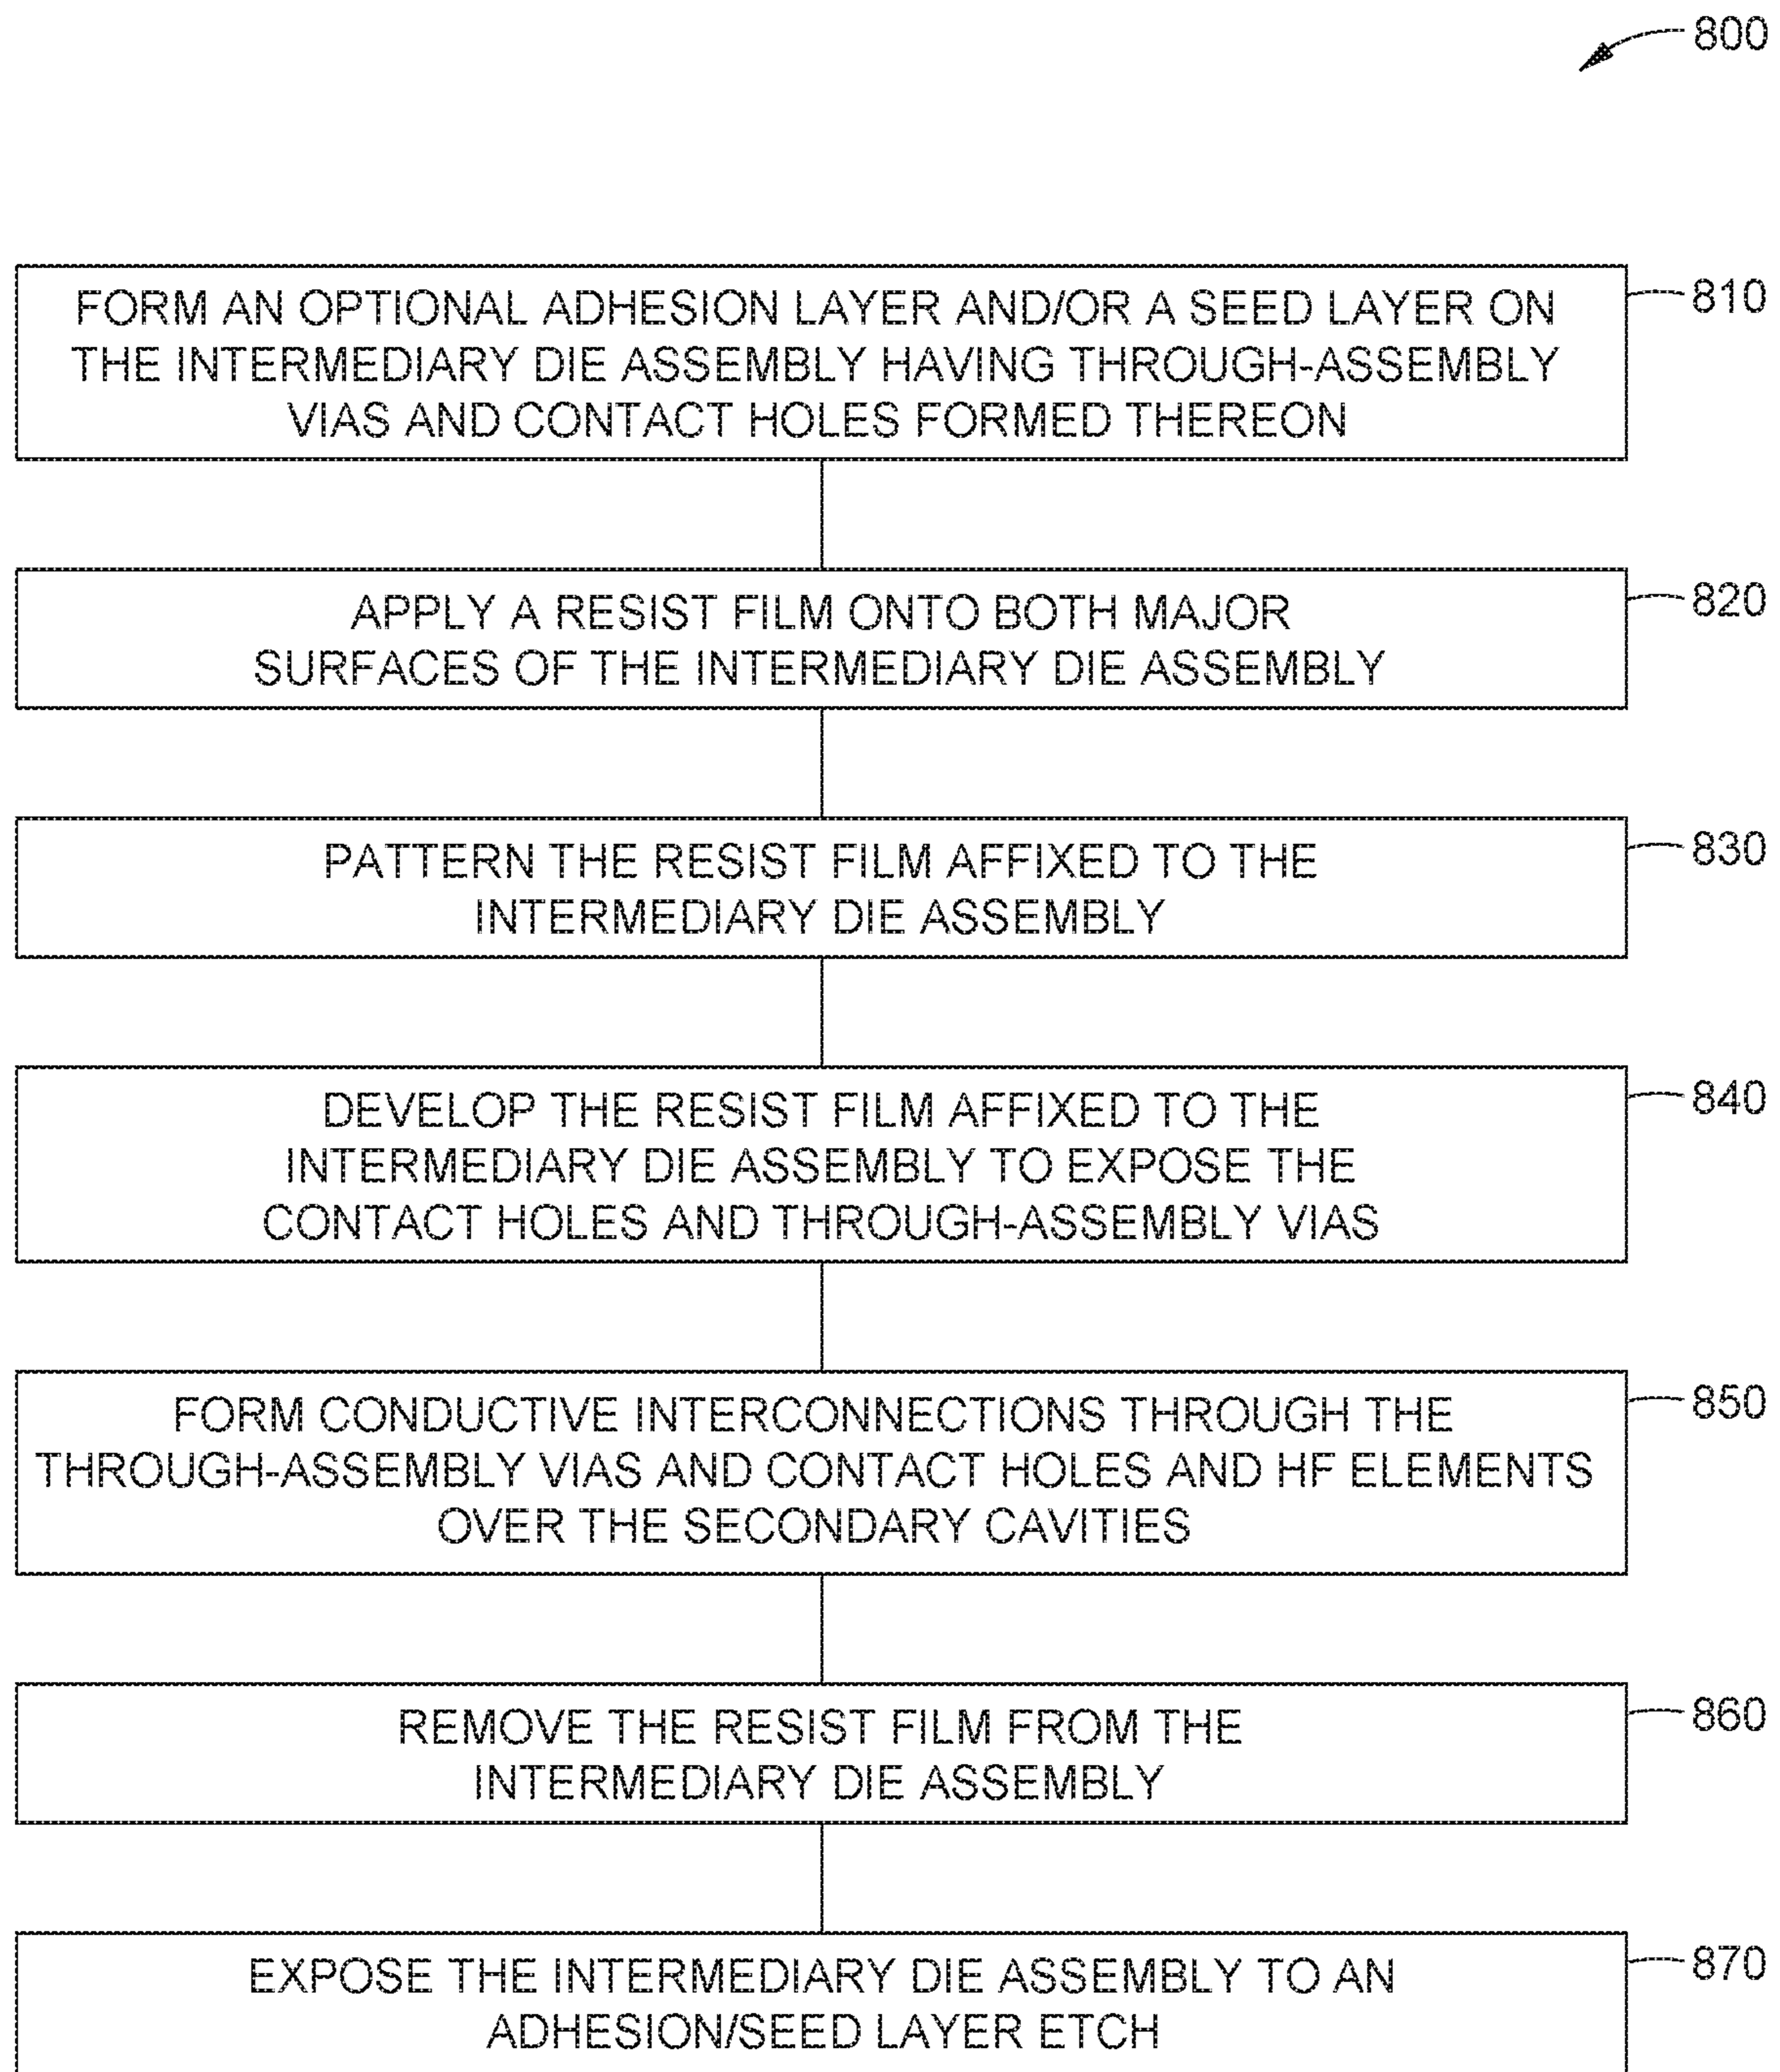 800
FORM AN OPTIONAL ADHESION LAYER AND/OR A SEED LAYER ON
THE INTERMEDIARY DIE ASSEMBLY HAVING THROUGH-ASSEMBLY
VIAS AND CONTACT HOLES FORMED THEREON
810
APPLY A RESIST FILM ONTO BOTH MAJOR
SURFACES OF THE INTERMEDIARY DIE ASSEMBLY
820
PATTERN THE RESIST FILM AFFIXED TO THE
INTERMEDIARY DIE ASSEMBLY
830
DEVELOP THE RESIST FILM AFFIXED TO THE
INTERMEDIARY DIE ASSEMBLY TO EXPOSE THE
CONTACT HOLES AND THROUGH-ASSEMBLY VIAS
840
FORM CONDUCTIVE INTERCONNECTIONS THROUGH THE
THROUGH-ASSEMBLY VIAS AND CONTACT HOLES AND HF ELEMENTS
OVER THE SECONDARY CAVITIES
850
REMOVE THE RESIST FILM FROM THE
INTERMEDIARY DIE ASSEMBLY
860
EXPOSE THE INTERMEDIARY DIE ASSEMBLY TO AN
ADHESION/SEED LAYER ETCH
870